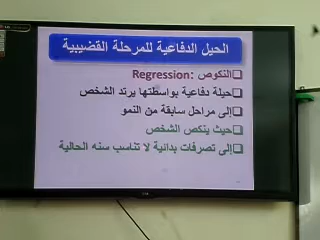 الحيل الدفاعية للمرحلة القضيبية
❑النكوص :Regression
❑حيلة دفاعية بواسطتها يرتد الشخص
❑إلى مراحل سابقة من النمو
❑حيث ينكص الشخص
❑إلى تصرفات بدائية لا تناسب سنه الحالية